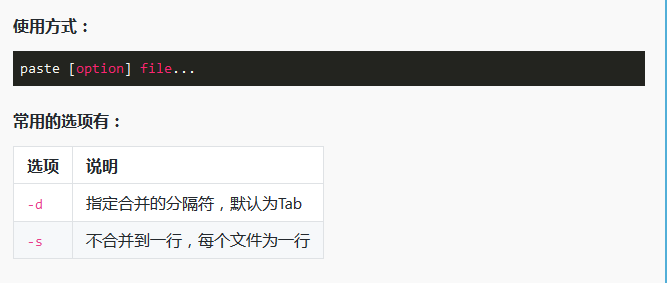 使用方式：
paste [option] file...
常用的选项有：
选项 说明
-d 指定合并的分隔符，默认为Tab
-s 不合并到一行，每个文件为一行